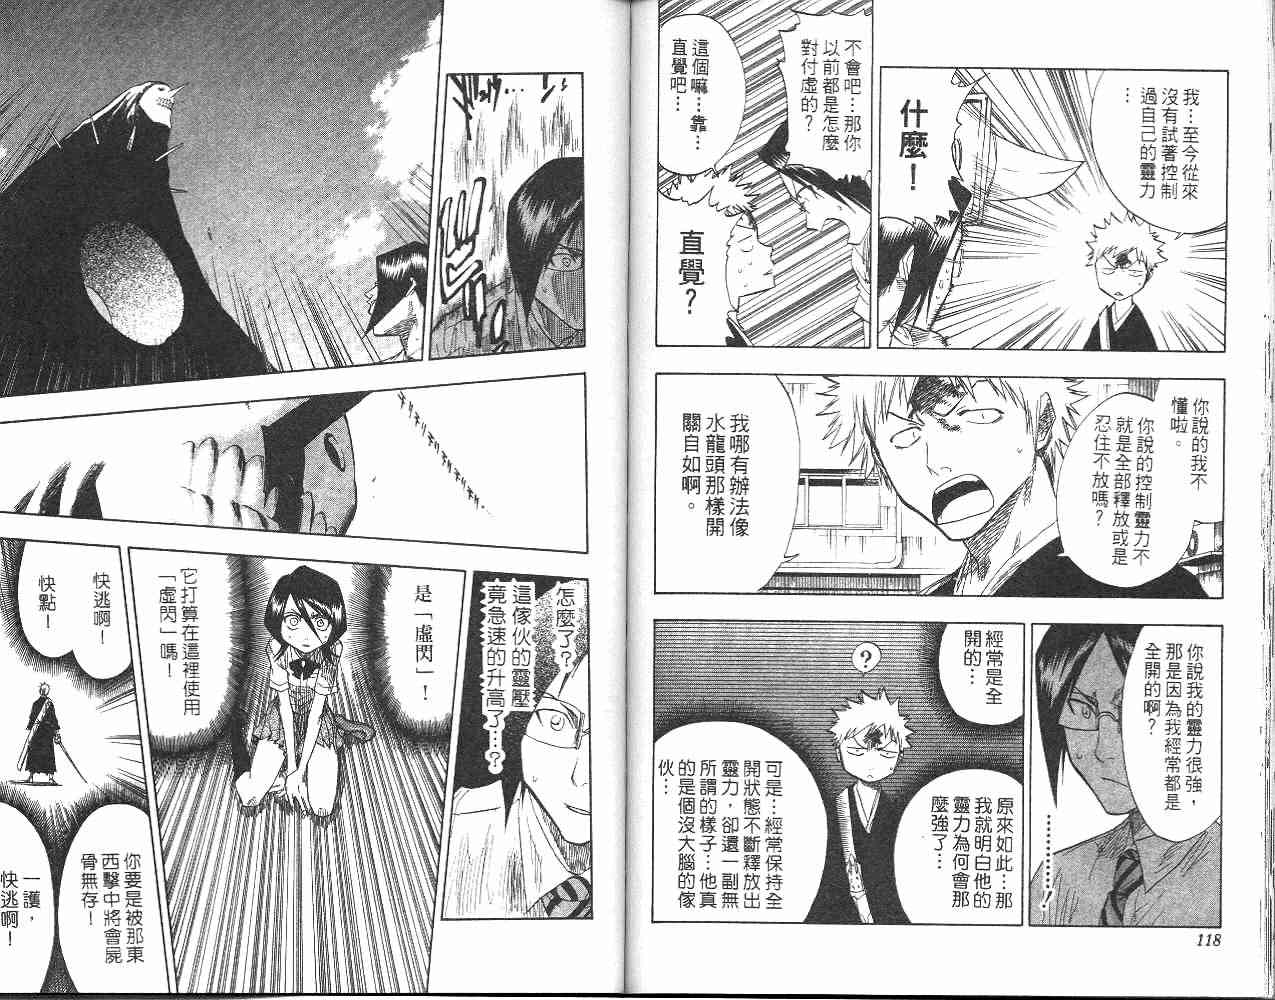 我…至今從來
沒有試著控制
過自己的靈力
…
什麼！
不會吧…那你
以前都是怎麼
對付虛的？
這個嘛…靠…
直覺吧…
直覺？
你說的我不
懂啦。
你說的控制靈力不
就是全部釋放或是
忍住不放嗎？
我哪有辦法像
水龍頭那樣開
關自如啊。
你說我的靈力很強，
那是因為我經常都是
全開的啊？
…………！
經常是全
開的…
？
原來如此…那
我就明白他的
靈力為何會那
麼強了…
可是…經常保持全
開狀態不斷釋放出
靈力，卻還一副無
所謂的樣子…他真
的是個沒大腦的傢
伙…
118
怎麼了？
這傢伙的靈壓
竟急速的升高
了…？
是「虛閃」！
它打算在這裡使用
「虛閃」嗎！
快逃啊！
快點！
你要是被那東
西擊中將會屍
骨無存！
一護，
快逃啊！